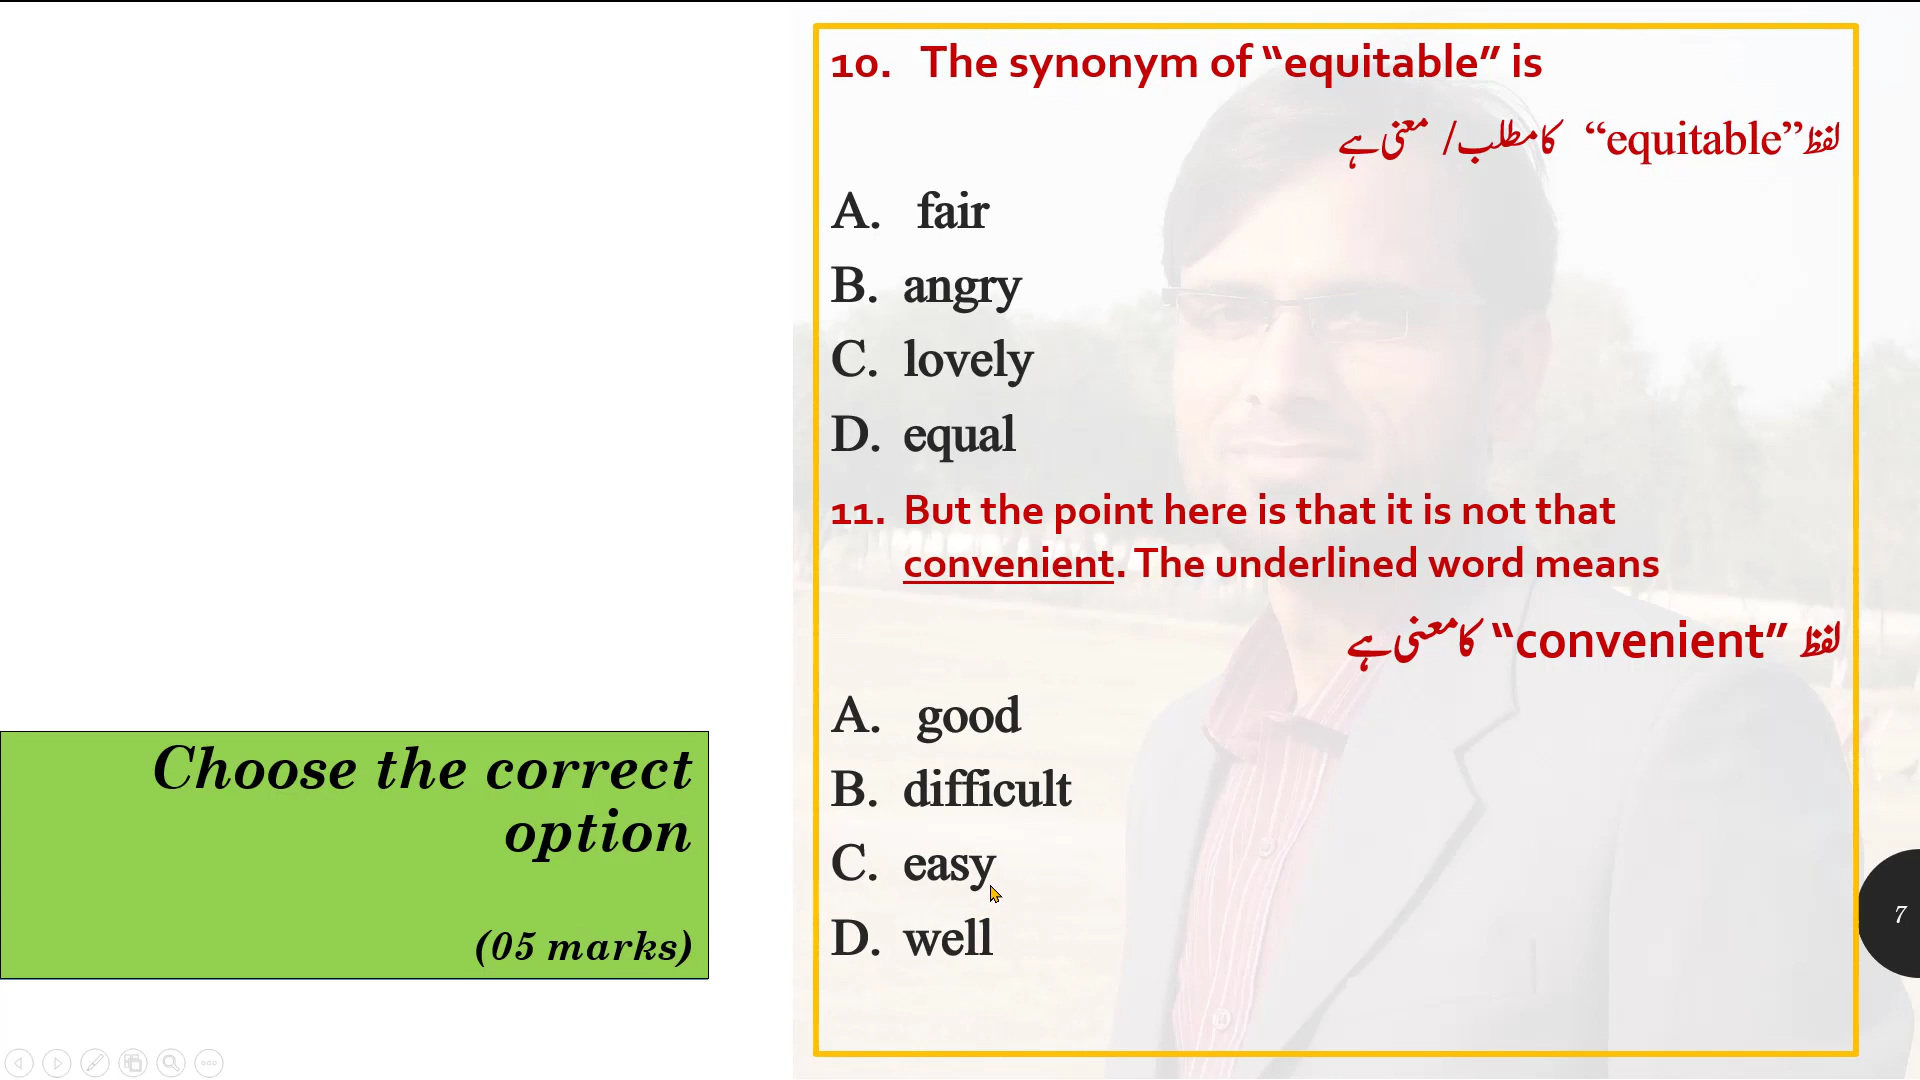 10. The synonym of “equitable” is
لفظ”equitable“ کا مطلب/ معنی ہے
A. fair
B. angry
C. lovely
D. equal
11. But the point here is that it is not that
convenient. The underlined word means
لفظ ”convenient“ کا معنی ہے
A. good
B. difficult
C. easy
D. well
Choose the correct
option
(05 marks)
7